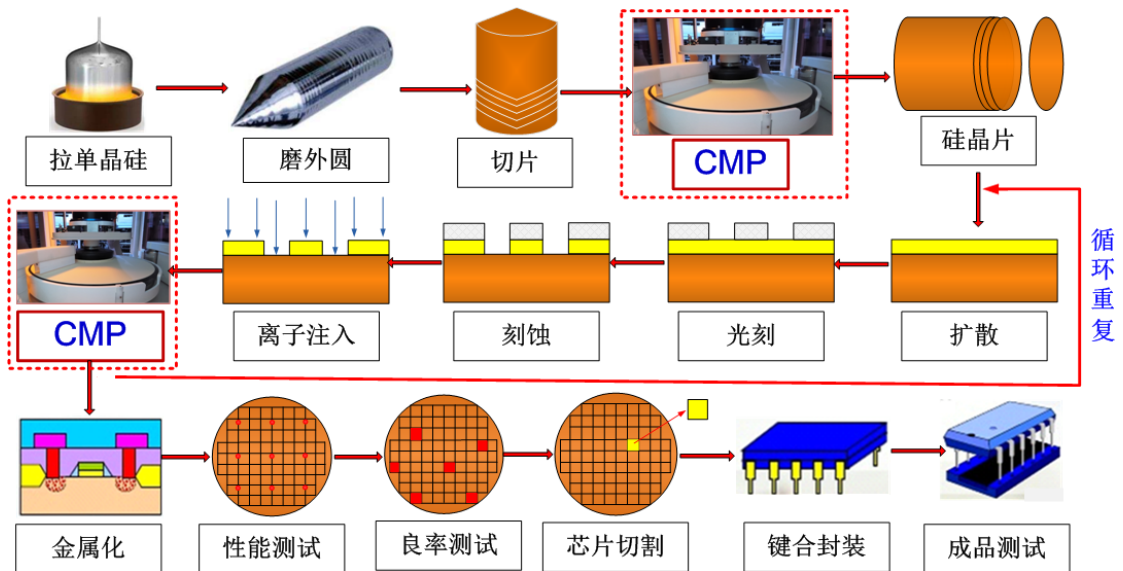 拉单晶硅
磨外圆
切片
CMP
硅晶片
循环重复
CMP
离子注入
刻蚀
光刻
扩散
金属化
性能测试
良率测试
芯片切割
键合封装
成品测试